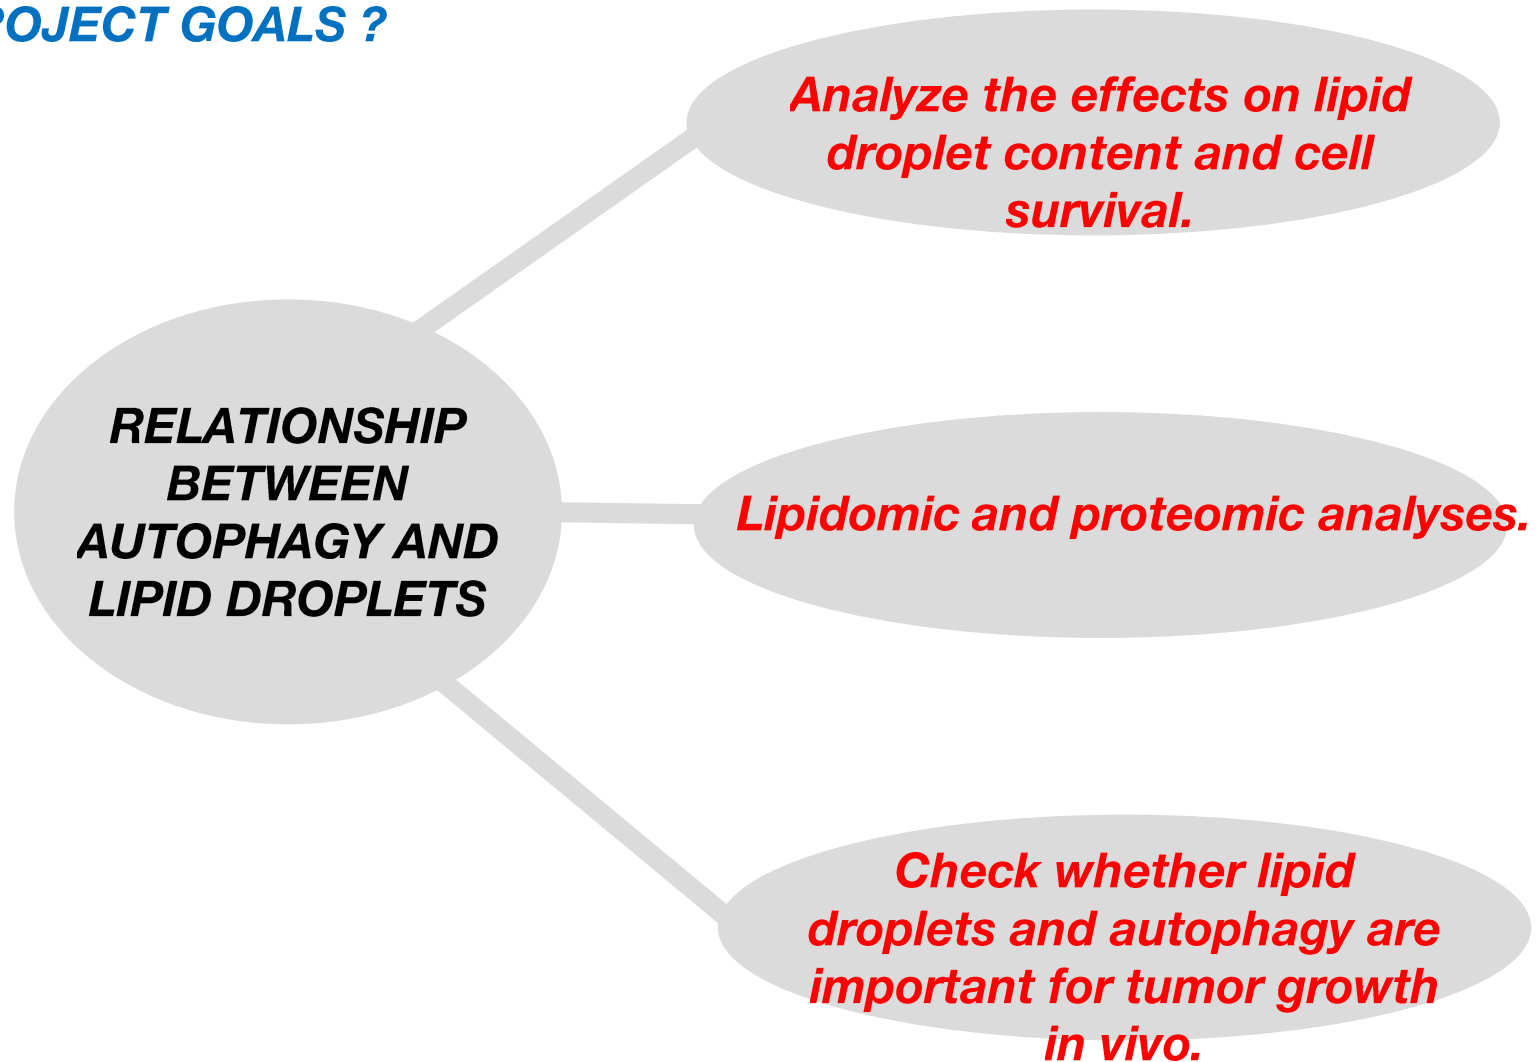 ROJECT GOALS ?
Analyze the effects on lipid
droplet content and cell
survival.
RELATIONSHIP
BETWEEN
AUTOPHAGY AND
LIPID DROPLETS
Lipidomic and proteomic analyses.
Check whether lipid
droplets and autophagy are
important for tumor growth
in vivo.